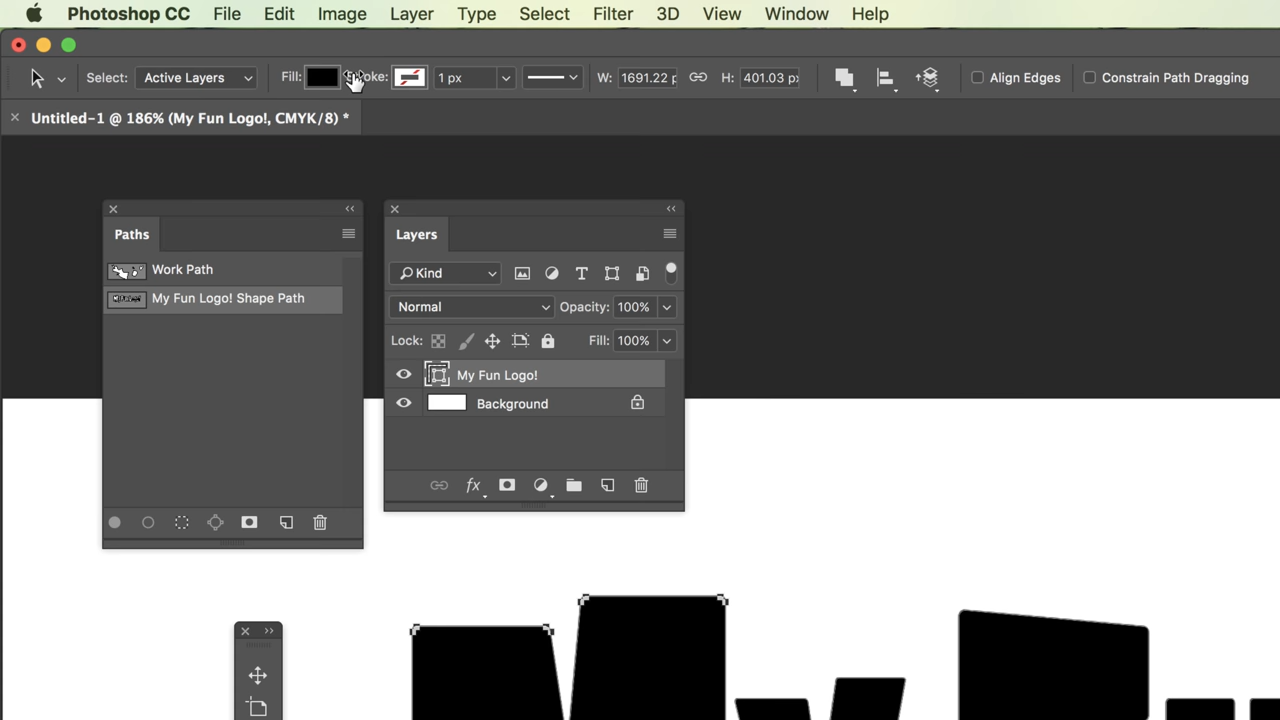 Photoshop CC File Edit Image Layer Type Select Filter 3D View Window Help
Select: Active Layers Fill: 1 px W: 1691.22 H: 401.03 px Align Edges Constrain Path Dragging
Untitled-1 @ 186% (My Fun Logo!, CMYK/8) *
Paths
Work Path
My Fun Logo! Shape Path
Layers
Kind
Normal Opacity: 100%
Lock: Fill: 100%
My Fun Logo!
Background
fx